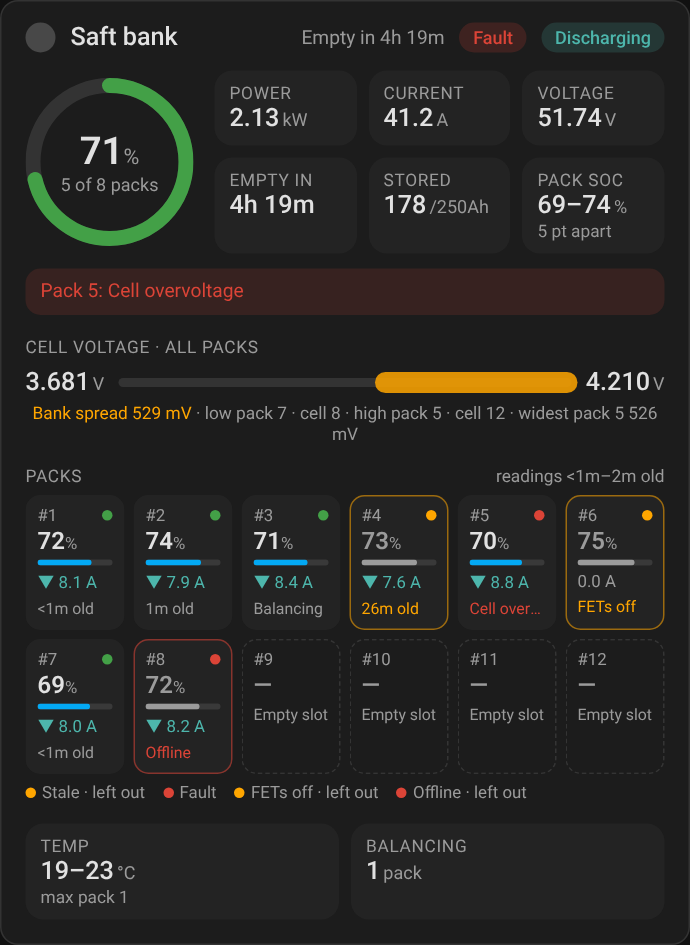 Saft bank
Empty in 4h 19m
Fault
Discharging
71%
5 of 8 packs
POWER
2.13 kW
CURRENT
41.2 A
VOLTAGE
51.74 V
EMPTY IN
4h 19m
STORED
178 /250Ah
PACK SOC
69–74 %
5 pt apart
Pack 5: Cell overvoltage
CELL VOLTAGE · ALL PACKS
3.681 V
4.210 V
Bank spread 529 mV · low pack 7 · cell 8 · high pack 5 · cell 12 · widest pack 5 526
mV
PACKS
readings <1m–2m old
#1
72%
▼ 8.1 A
<1m old
#2
74%
▼ 7.9 A
1m old
#3
71%
▼ 8.4 A
Balancing
#4
73%
▼ 7.6 A
26m old
#5
70%
▼ 8.8 A
Cell over...
#6
75%
0.0 A
FETs off
#7
69%
▼ 8.0 A
<1m old
#8
72%
▼ 8.2 A
Offline
#9
—
Empty slot
#10
—
Empty slot
#11
—
Empty slot
#12
—
Empty slot
Stale · left out
Fault
FETs off · left out
Offline · left out
TEMP
19–23 °C
max pack 1
BALANCING
1 pack